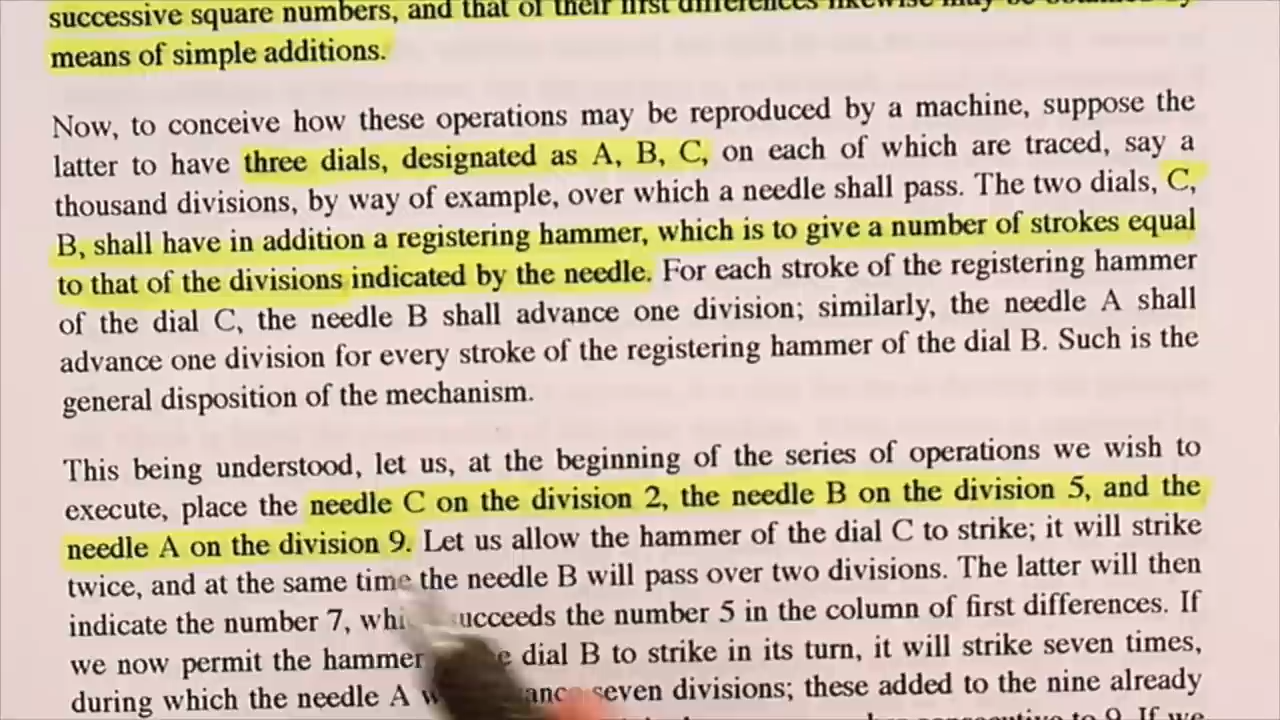 successive square numbers, and that of their first differences likewise may be obtained by
means of simple additions.
Now, to conceive how these operations may be reproduced by a machine, suppose the
latter to have three dials, designated as A, B, C, on each of which are traced, say a
thousand divisions, by way of example, over which a needle shall pass. The two dials, C,
B, shall have in addition a registering hammer, which is to give a number of strokes equal
to that of the divisions indicated by the needle. For each stroke of the registering hammer
of the dial C, the needle B shall advance one division; similarly, the needle A shall
advance one division for every stroke of the registering hammer of the dial B. Such is the
general disposition of the mechanism.
This being understood, let us, at the beginning of the series of operations we wish to
execute, place the needle C on the division 2, the needle B on the division 5, and the
needle A on the division 9. Let us allow the hammer of the dial C to strike; it will strike
twice, and at the same time the needle B will pass over two divisions. The latter will then
indicate the number 7, succeeds the number 5 in the column of first differences. If
we now permit the hammer dial B to strike in its turn, it will strike seven times,
during which the needle A seven divisions; these added to the nine already
to 9. If we